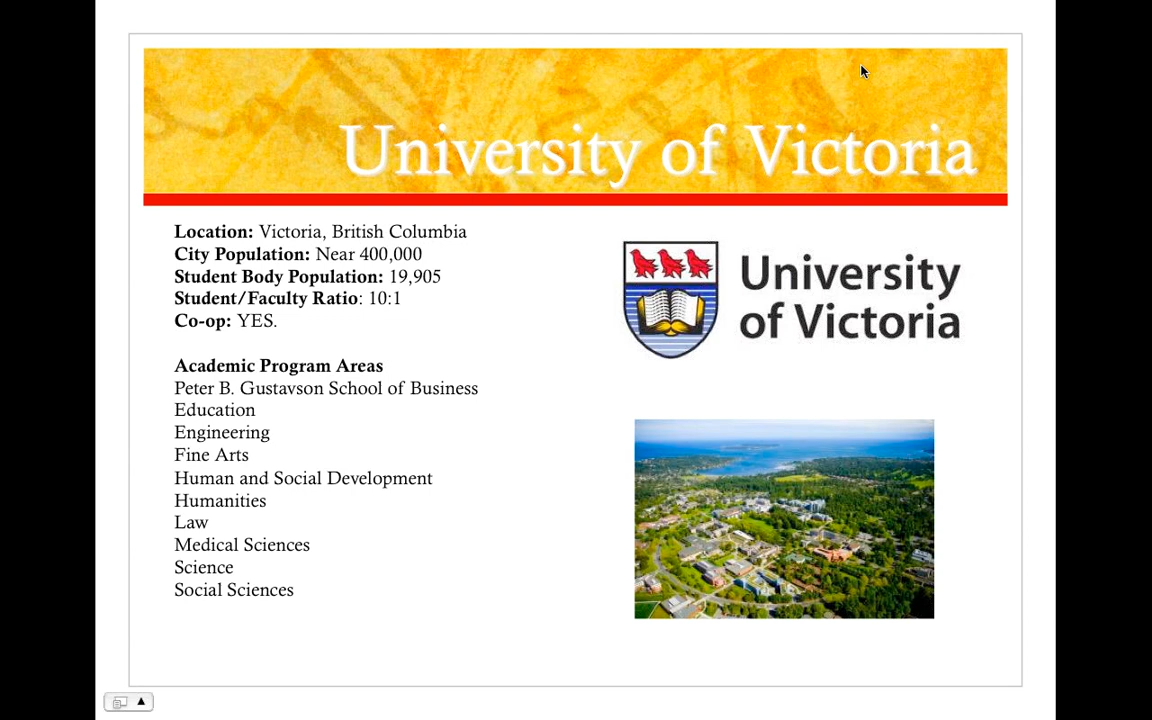 University of Victoria
Location: Victoria, British Columbia
City Population: Near 400,000
Student Body Population: 19,905
Student/Faculty Ratio: 10:1
Co-op: YES.
Academic Program Areas
Peter B. Gustavson School of Business
Education
Engineering
Fine Arts
Human and Social Development
Humanities
Law
Medical Sciences
Science
Social Sciences
University
of Victoria